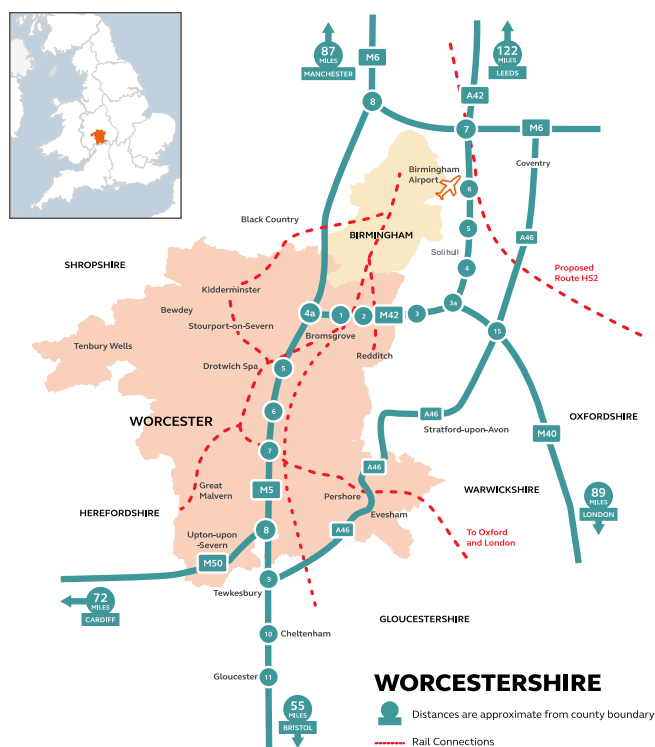 87
MILES
MANCHESTER
M6
122
MILES
LEEDS
A42
8
7
M6
Coventry
Birmingham
Airport
6
Black Country
BIRMINGHAM
5
A46
Solihull
4
SHROPSHIRE
Proposed
Route HS2
Kidderminster
Bewdey
Stourport-on-Severn
4a
1
2
M42
3
3a
15
Tenbury Wells
Bromsgrove
Redditch
Drotwich Spa
5
6
WORCESTER
A46
Stratford-upon-Avon
OXFORDSHIRE
M40
7
A46
Great
Malvern
M5
Pershore
WARWICKSHIRE
89
MILES
LONDON
HEREFORDSHIRE
Evesham
Upton-upon
-Severn
8
A46
To Oxford
and London
M50
9
Tewkesbury
72
MILES
CARDIFF
GLOUCESTERSHIRE
10
Cheltenham
Gloucester
11
55
MILES
BRISTOL
WORCESTERSHIRE
Distances are approximate from county boundary
Rail Connections